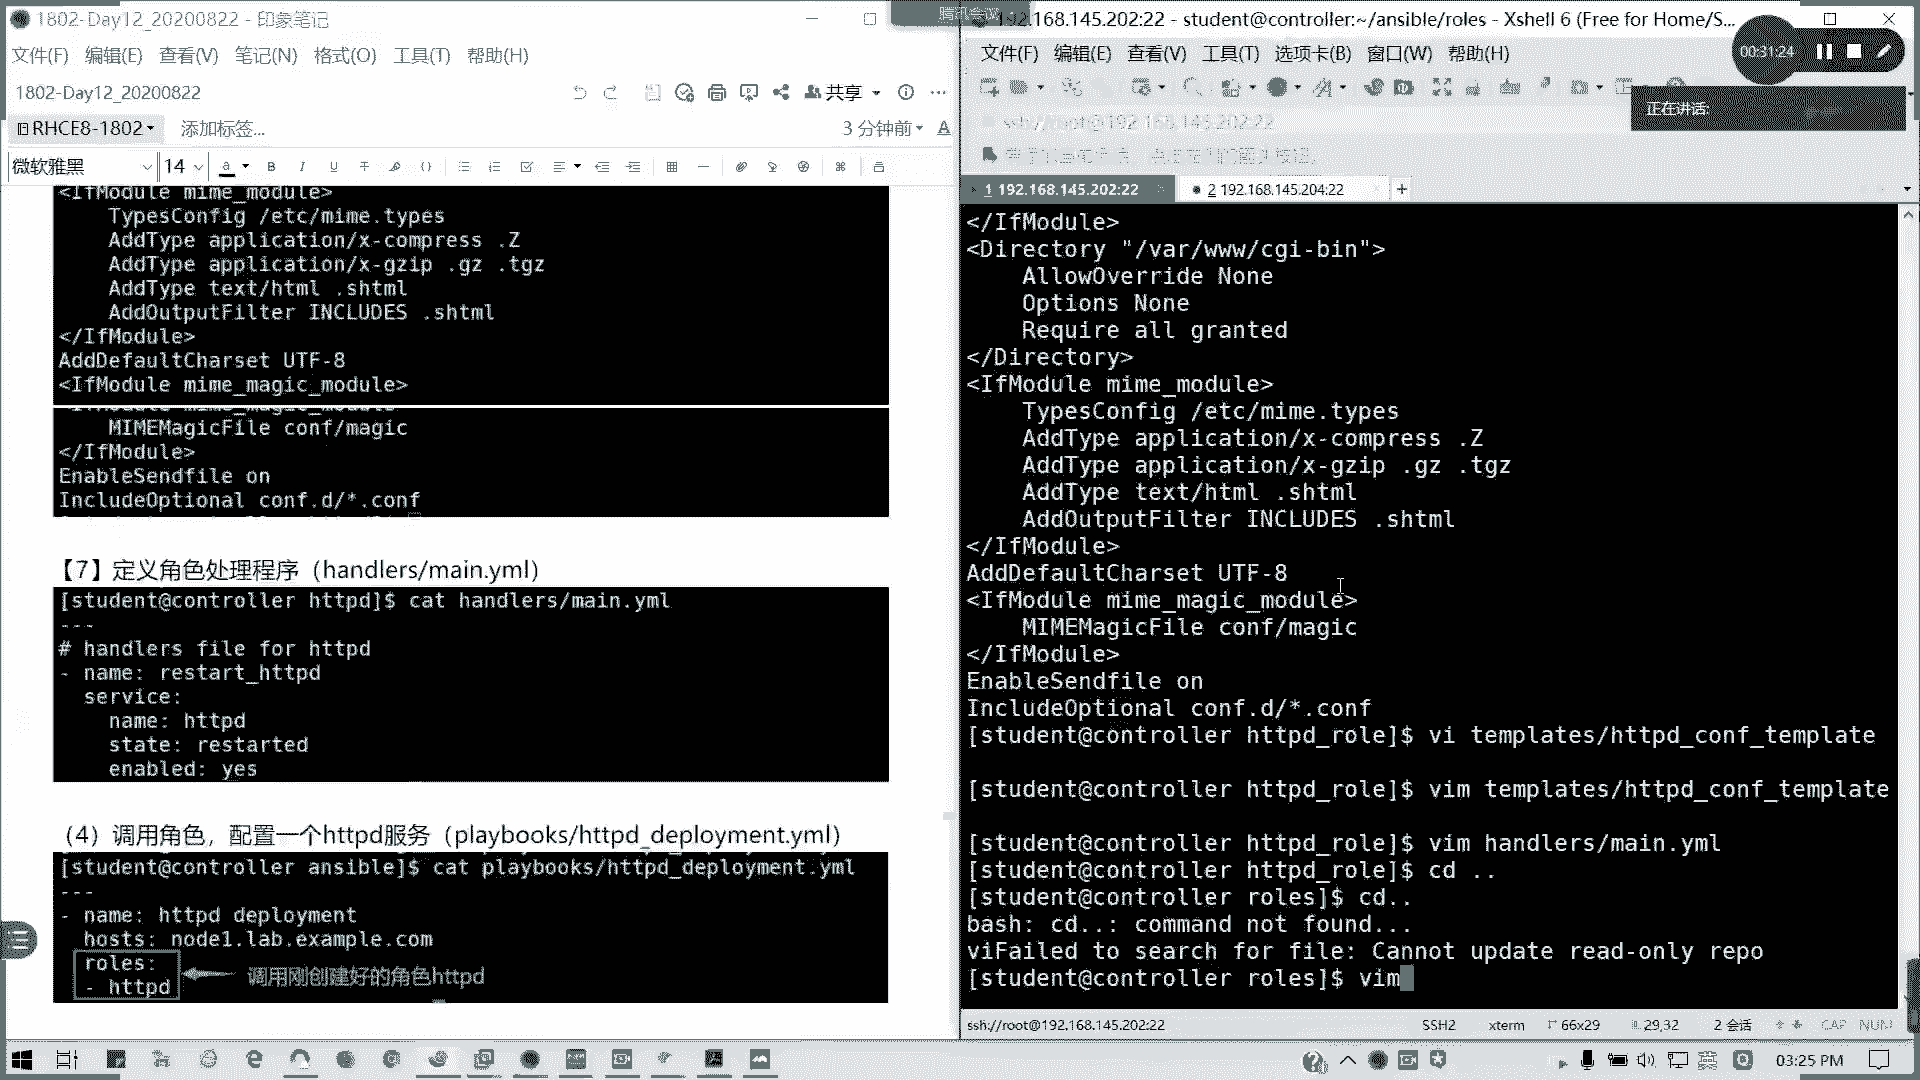 1802-Day12_20200822 - 印象笔记
文件(F) 编辑(E) 查看(V) 笔记(N) 格式(O) 工具(T) 帮助(H)
1802-Day12_20200822
共享
RHCE8-1802
添加标签...
3 分钟前
微软雅黑
14
<IfModule mime_module>
TypesConfig /etc/mime.types
AddType application/x-compress .Z
AddType application/x-gzip .gz .tgz
AddType text/html .shtml
AddOutputFilter INCLUDES .shtml
</IfModule>
AddDefaultCharset UTF-8
<IfModule mime_magic_module>
MIMEMagicFile conf/magic
</IfModule>
EnableSendfile on
IncludeOptional conf.d/*.conf
【7】定义角色处理程序（handlers/main.yml）
[student@controller httpd]$ cat handlers/main.yml
---
# handlers file for httpd
- name: restart_httpd
service:
name: httpd
state: restarted
enabled: yes
（4）调用角色，配置一个httpd服务（playbooks/httpd_deployment.yml）
[student@controller ansible]$ cat playbooks/httpd_deployment.yml
---
- name: httpd deployment
hosts: node1.lab.example.com
roles:
- httpd
调用刚创建好的角色httpd
腾讯会议
.168.145.202:22 - student@controller:~/ansible/roles - Xshell 6 (Free for Home/S...
文件(F) 编辑(E) 查看(V) 工具(T) 选项卡(B) 窗口(W) 帮助(H)
00:31:24
正在讲话:
ssh://root@192.168.145.202:22
1 192.168.145.202:22
2 192.168.145.204:22
</IfModule>
<Directory "/var/www/cgi-bin">
AllowOverride None
Options None
Require all granted
</Directory>
<IfModule mime_module>
TypesConfig /etc/mime.types
AddType application/x-compress .Z
AddType application/x-gzip .gz .tgz
AddType text/html .shtml
AddOutputFilter INCLUDES .shtml
</IfModule>
AddDefaultCharset UTF-8
<IfModule mime_magic_module>
MIMEMagicFile conf/magic
</IfModule>
EnableSendfile on
IncludeOptional conf.d/*.conf
[student@controller httpd_role]$ vi templates/httpd_conf_template
[student@controller httpd_role]$ vim templates/httpd_conf_template
[student@controller httpd_role]$ vim handlers/main.yml
[student@controller httpd_role]$ cd ..
[student@controller roles]$ cd..
bash: cd..: command not found...
viFailed to search for file: Cannot update read-only repo
[student@controller roles]$ vim
ssh://root@192.168.145.202:22
SSH2
xterm
66x29
29,32
2 会话
CAP NUM
英
03:25 PM